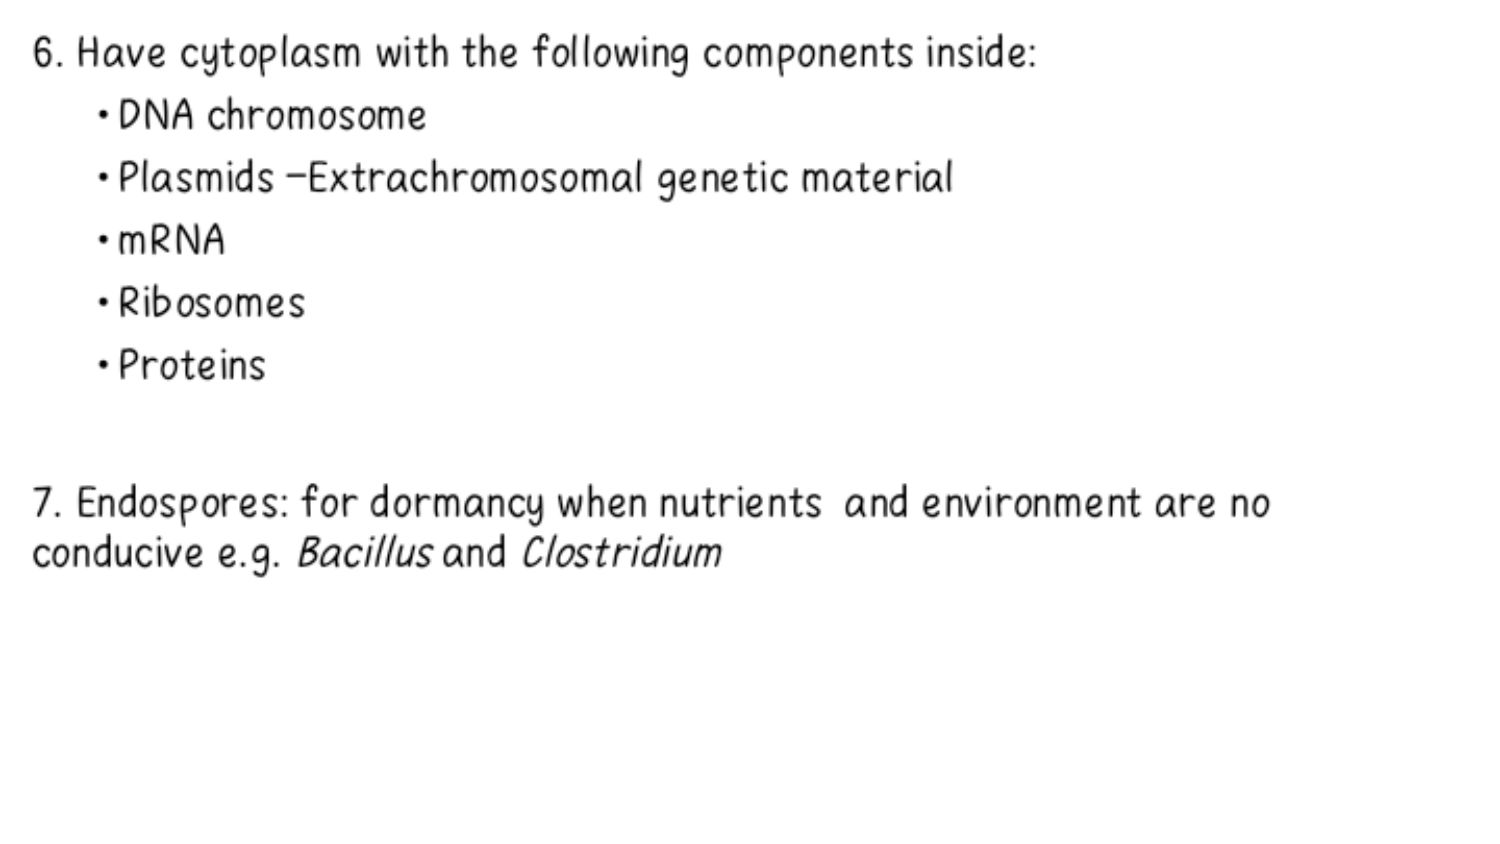 6. Have cytoplasm with the following components inside:
• DNA chromosome
• Plasmids –Extrachromosomal genetic material
• mRNA
• Ribosomes
• Proteins
7. Endospores: for dormancy when nutrients and environment are no
conducive e.g. Bacillus and Clostridium